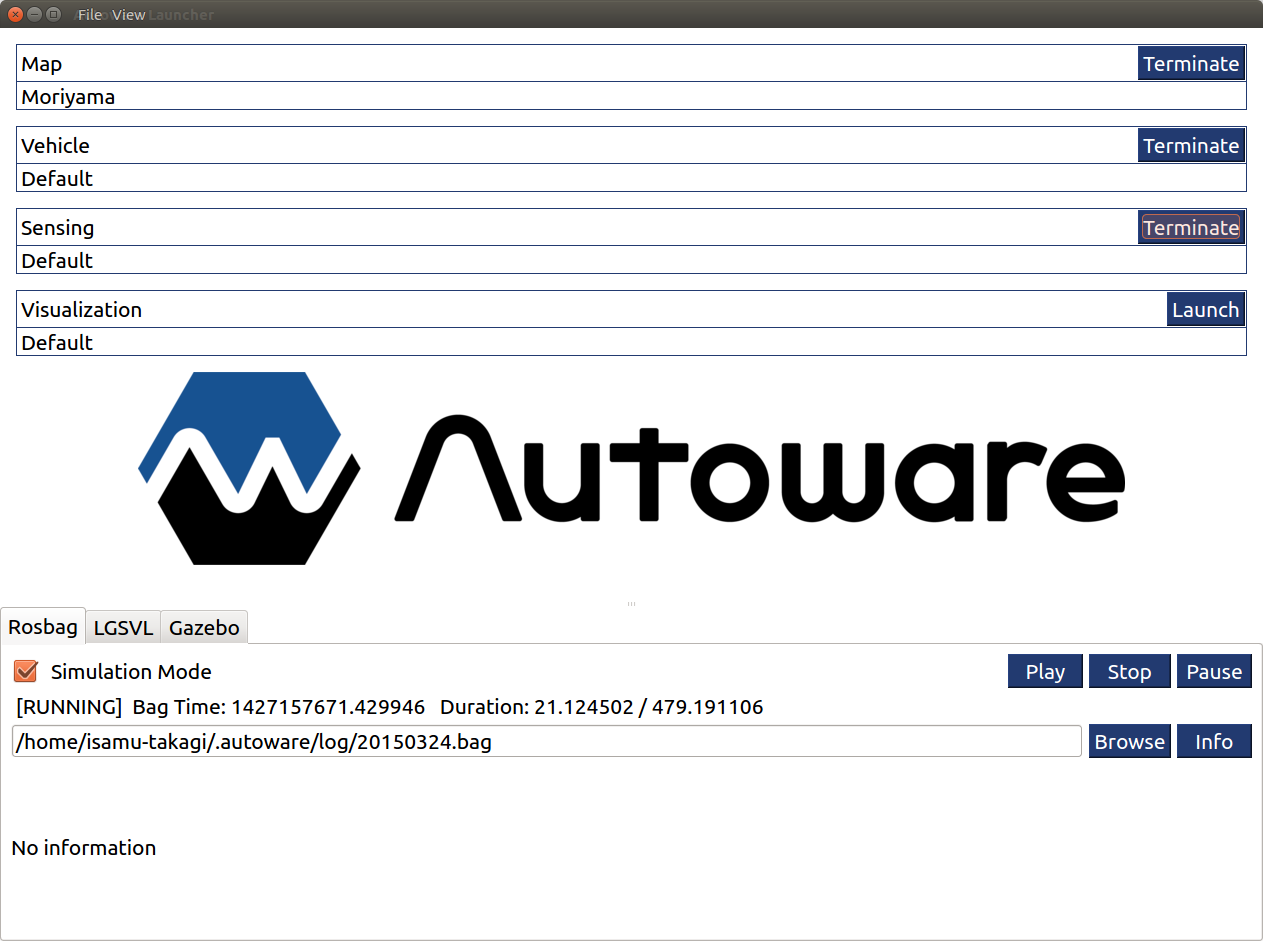 File View Autoware Launcher
Map Terminate
Moriyama
Vehicle Terminate
Default
Sensing Terminate
Default
Visualization Launch
Default
Autoware
Rosbag LGSVL Gazebo
Simulation Mode Play Stop Pause
[RUNNING] Bag Time: 1427157671.429946 Duration: 21.124502 / 479.191106
/home/isamu-takagi/.autoware/log/20150324.bag Browse Info
No information